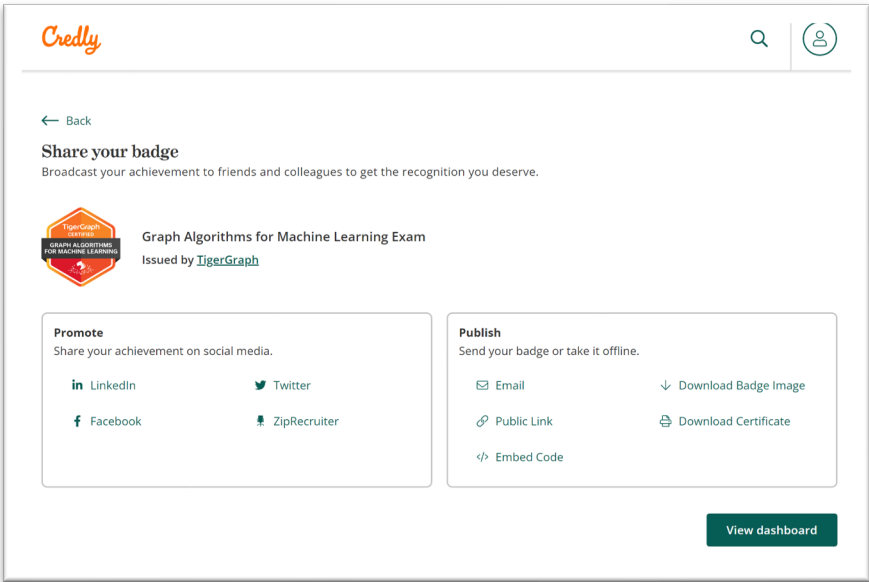 Credly
Back
Share your badge
Broadcast your achievement to friends and colleagues to get the recognition you deserve.
TigerGraph
CERTIFIED
GRAPH ALGORITHMS
FOR MACHINE LEARNING
Graph Algorithms for Machine Learning Exam
Issued by TigerGraph
Promote
Share your achievement on social media.
LinkedIn
Twitter
Facebook
ZipRecruiter
Publish
Send your badge or take it offline.
Email
Download Badge Image
Public Link
Download Certificate
Embed Code
View dashboard